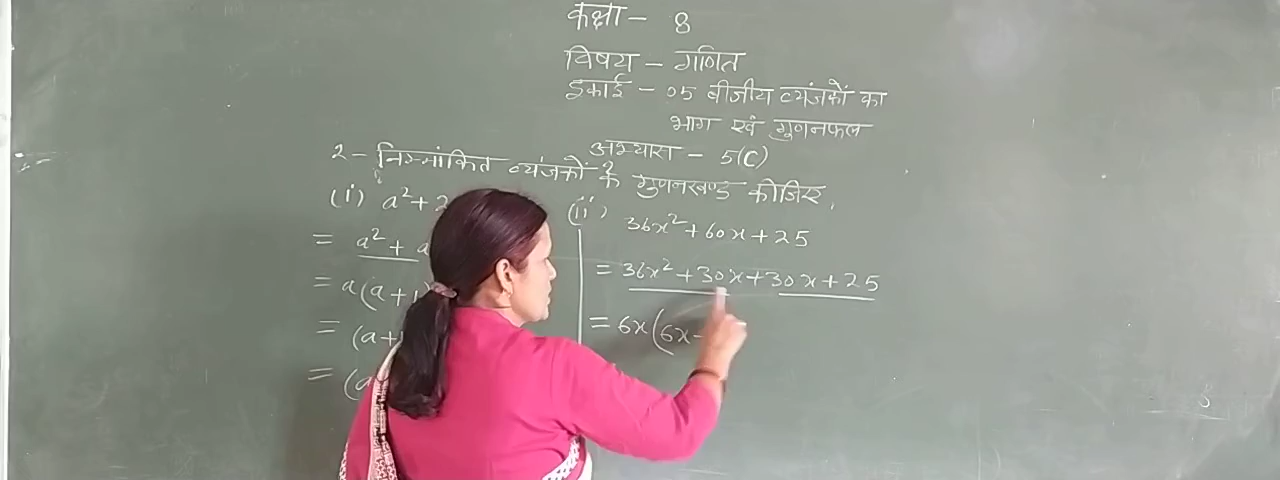 कक्षा - 8
विषय - गणित
इकाई - 05 बीजीय व्यंजकों का
भाग एवं गुणनफल
अभ्यास - 5(C)
2 - निम्नांकित व्यंजकों के गुणनखण्ड कीजिए,
(i) a²+2
= a² + a
= a(a+1
= (a+1
= (a
(ii) 36x²+60x+25
= 36x²+30x+30x+25
= 6x(6x-